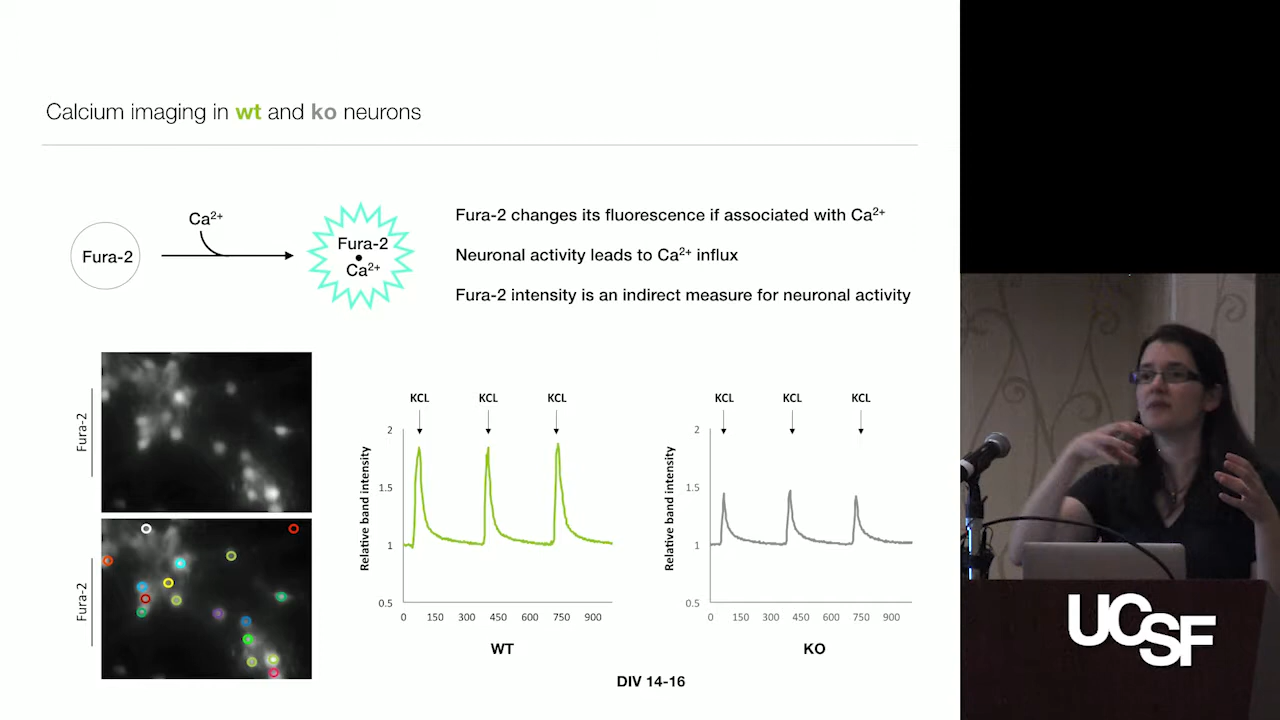 Calcium imaging in wt and ko neurons
Ca²⁺
Fura-2
Fura-2
•
Ca²⁺
Fura-2 changes its fluorescence if associated with Ca²⁺
Neuronal activity leads to Ca²⁺ influx
Fura-2 intensity is an indirect measure for neuronal activity
Fura-2
Fura-2
KCL KCL KCL
Relative band intensity
2
1.5
1
0.5
0 150 300 450 600 750 900
WT
KCL KCL KCL
Relative band intensity
2
1.5
1
0.5
0 150 300 450 600 750 900
KO
DIV 14-16
UCSF